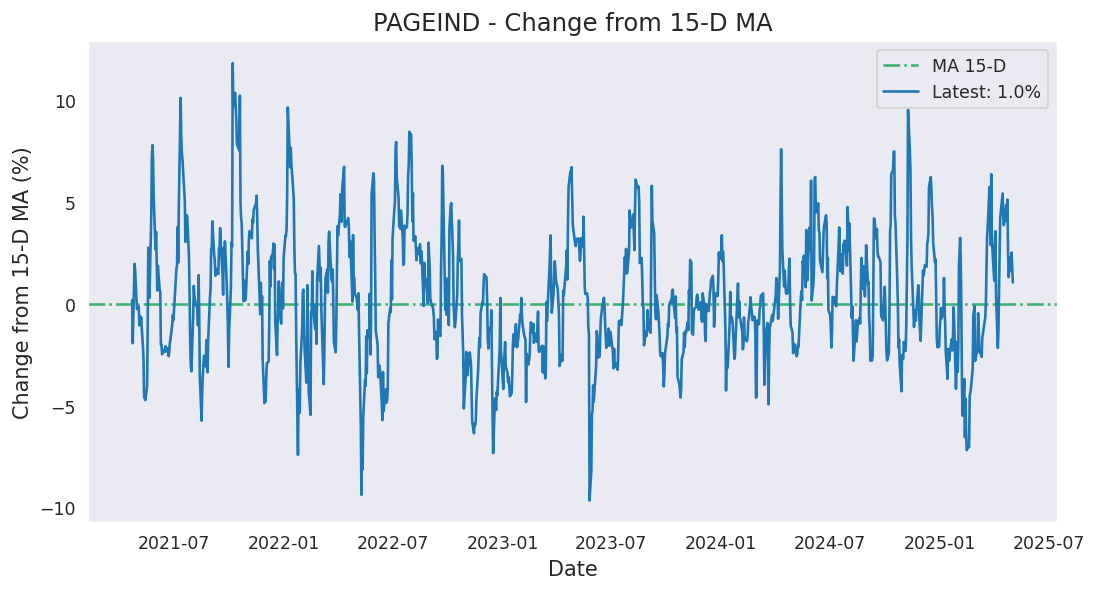 PAGEIND - Change from 15-D MA
MA 15-D
Latest: 1.0%
Change from 15-D MA (%)
10
5
0
−5
−10
2021-07 2022-01 2022-07 2023-01 2023-07 2024-01 2024-07 2025-01 2025-07
Date